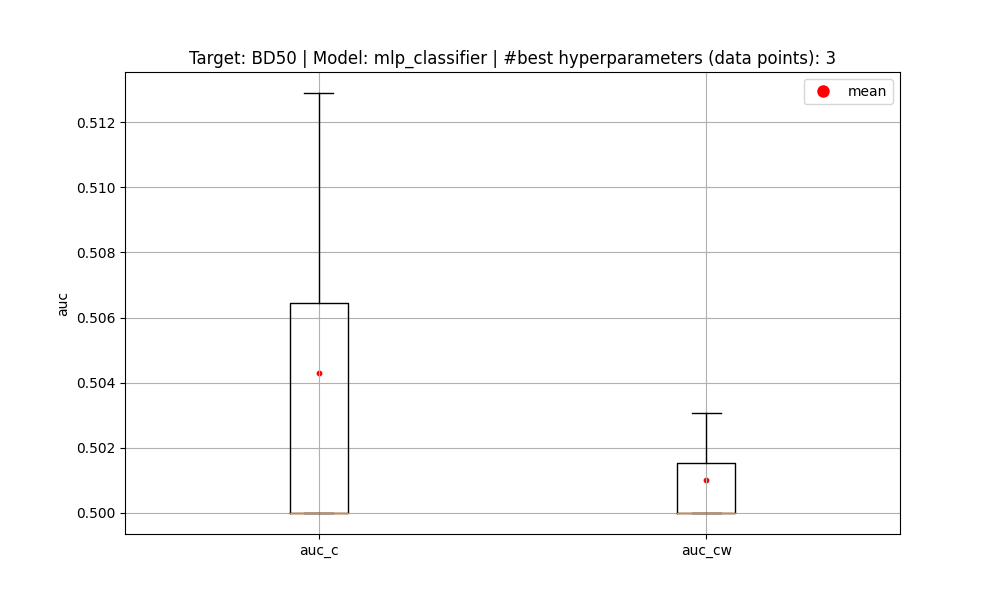 Target: BD50 | Model: mlp_classifier | #best hyperparameters (data points): 3
mean
0.512
0.510
0.508
0.506
0.504
0.502
0.500
auc
auc_c
auc_cw